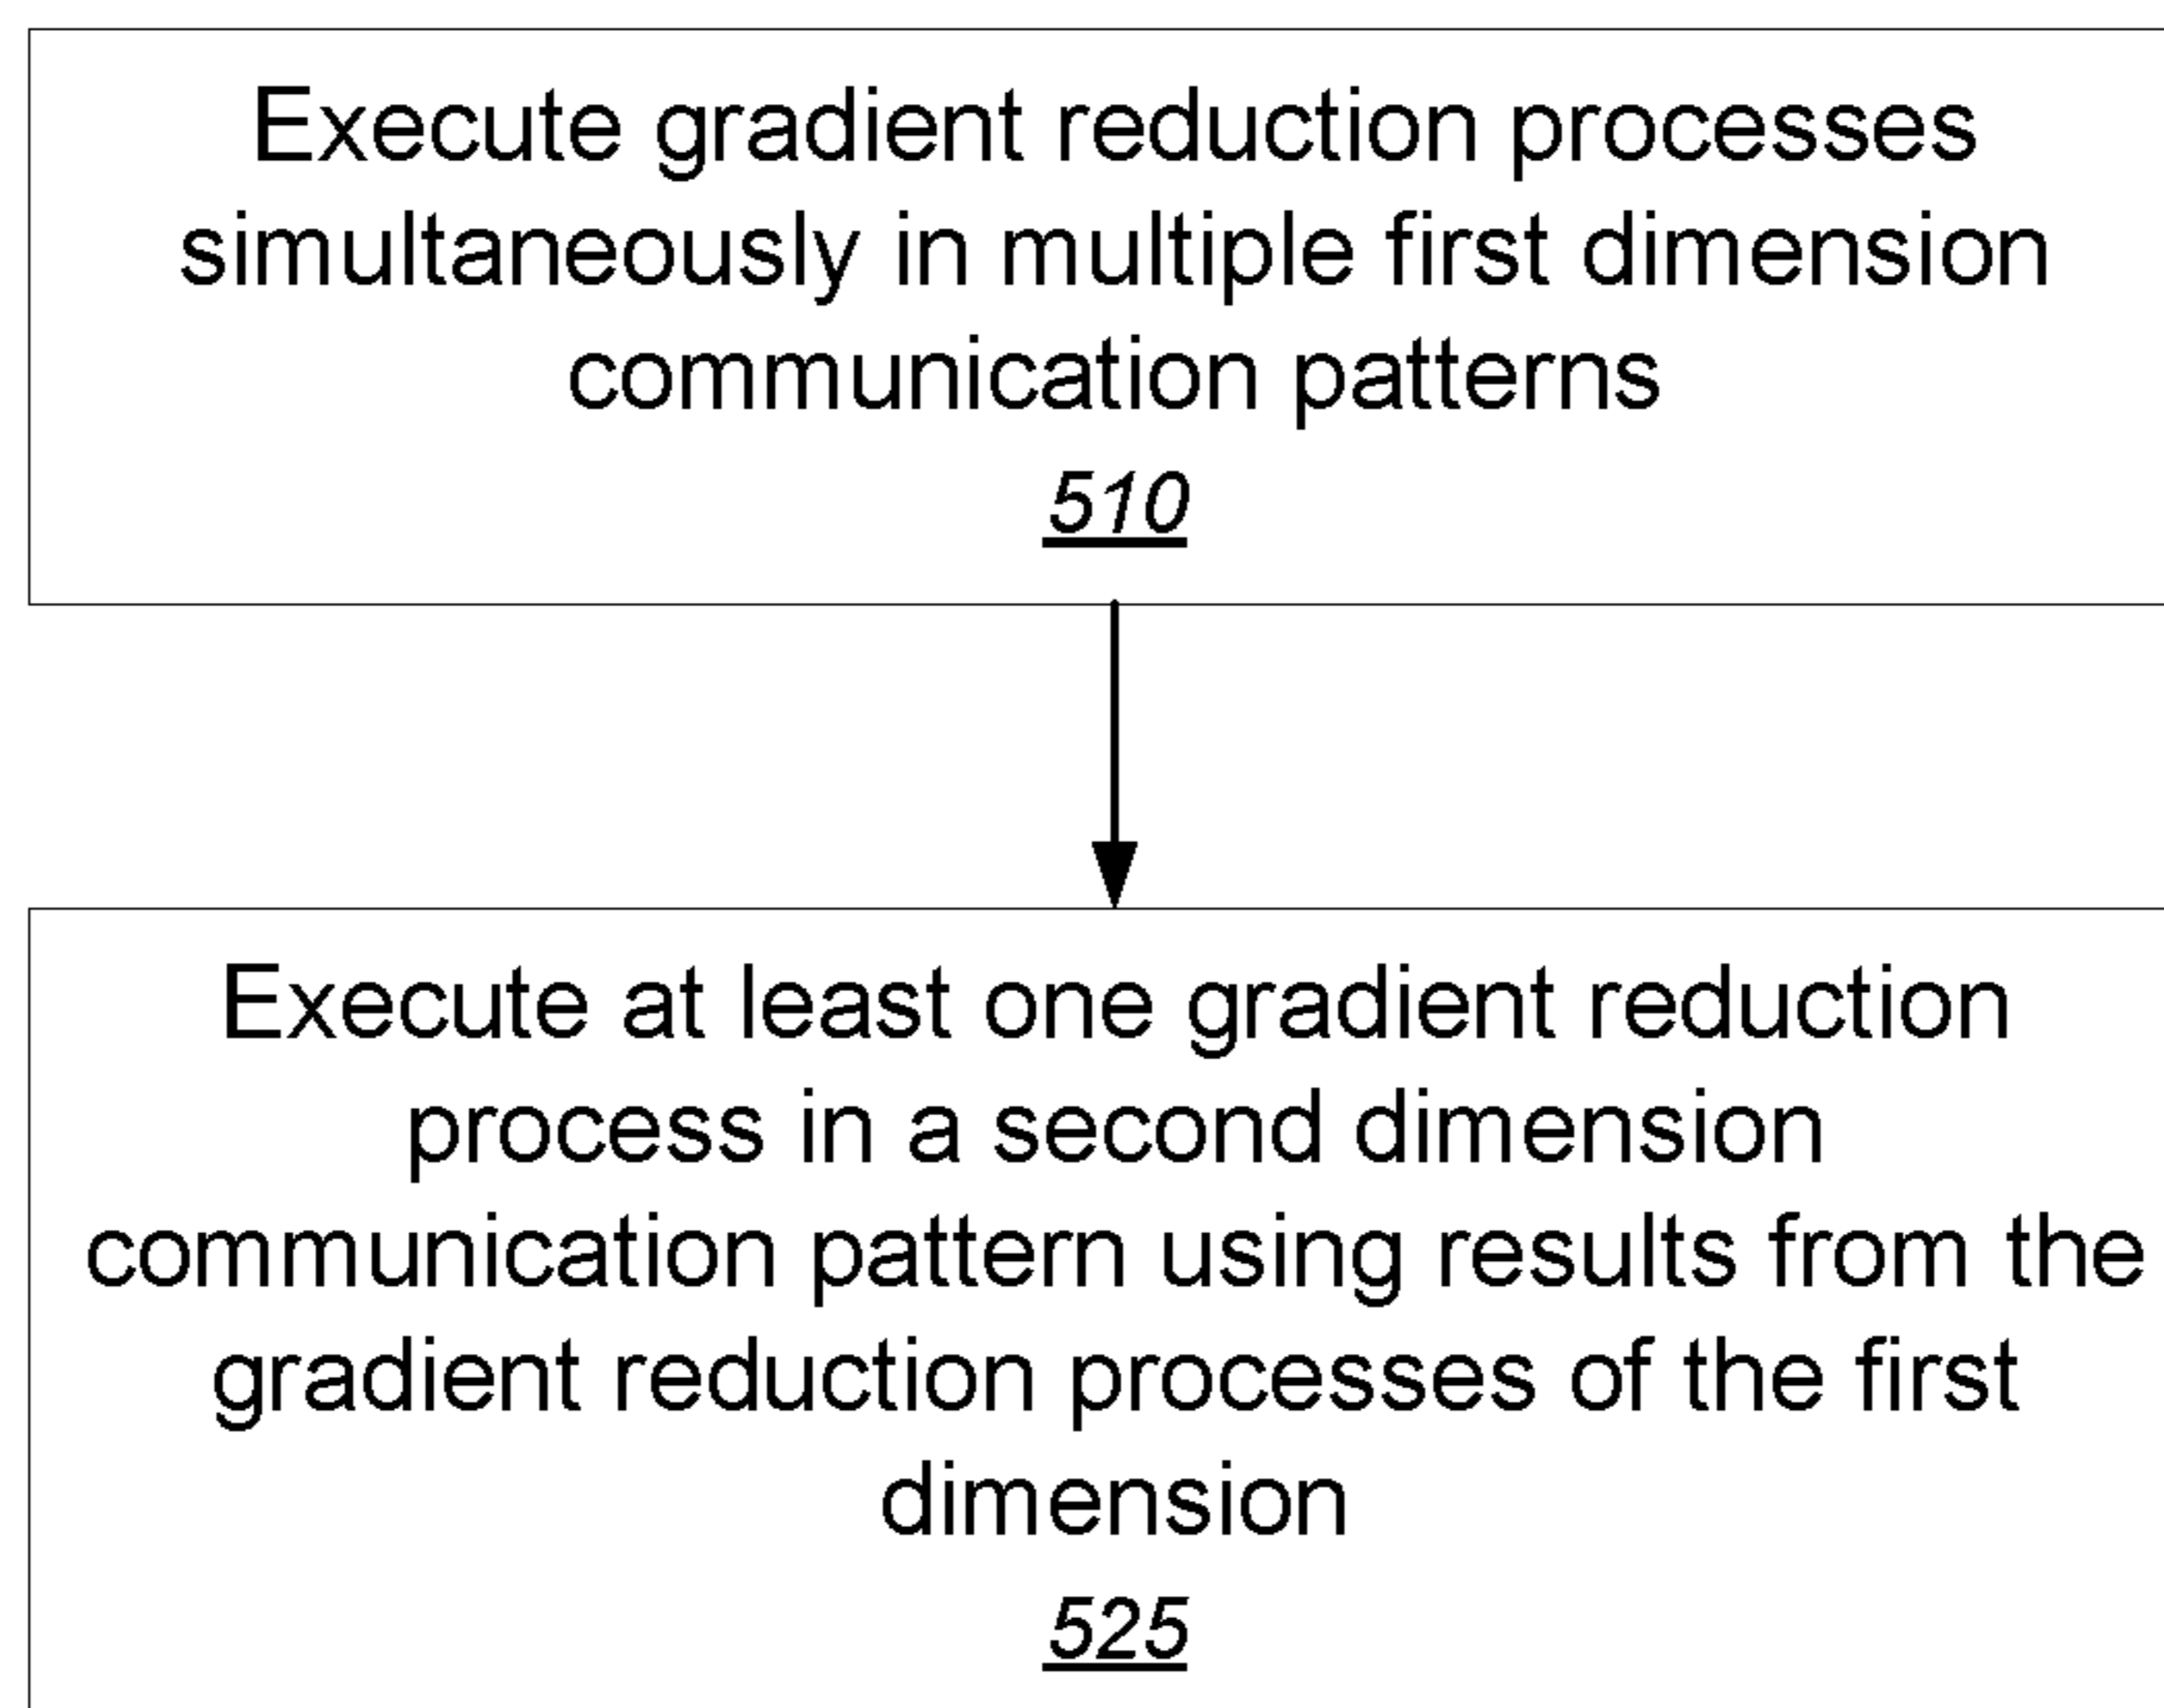 Execute gradient reduction processes
simultaneously in multiple first dimension
communication patterns
510
Execute at least one gradient reduction
process in a second dimension
communication pattern using results from the
gradient reduction processes of the first
dimension
525